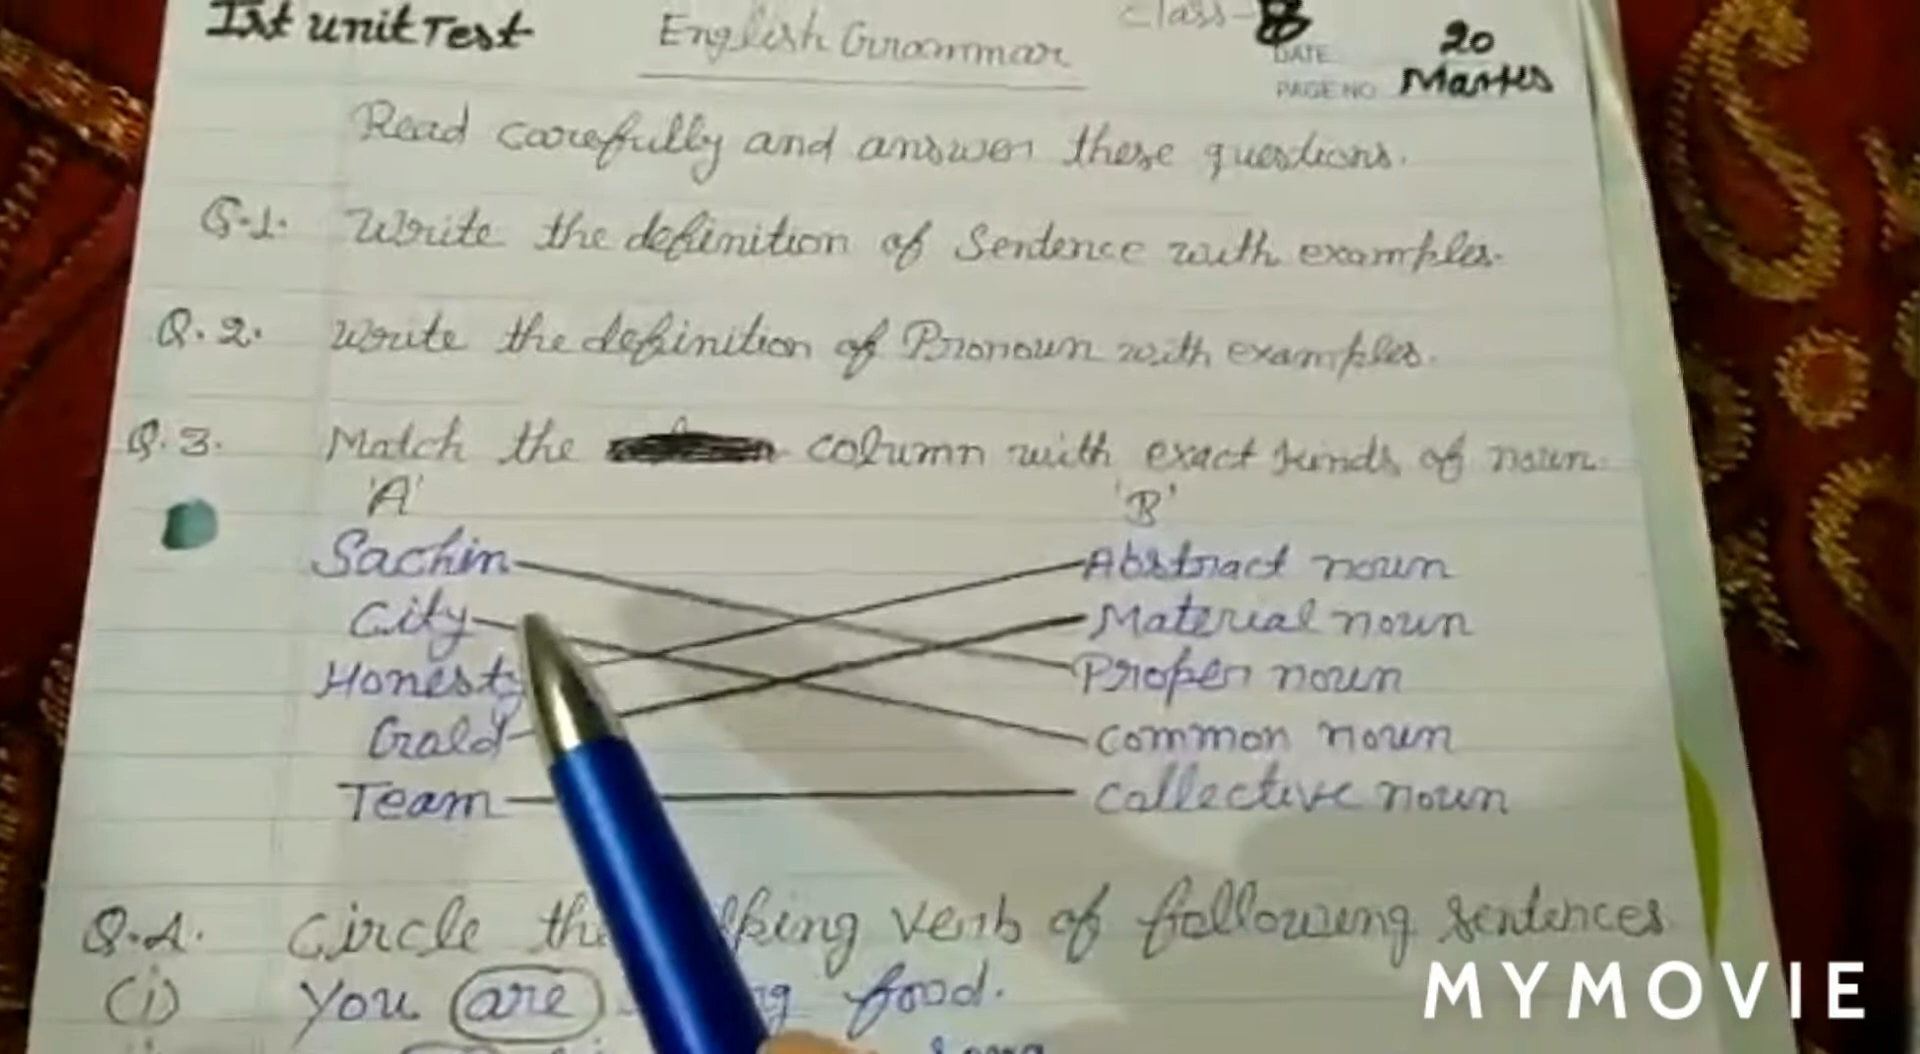 Ist unit Test English Grammar Class-8 20
DATE
PAGE NO. Marks
Read carefully and answer these questions.
Q.1. Write the definition of Sentence with examples.
Q.2. Write the definition of Pronoun with examples.
Q.3. Match the column with exact kinds of noun.
'A' 'B'
Sachin Abstract noun
City Material noun
Honesty Proper noun
Gold Common noun
Team Collective noun
Q.4. Circle the verb of following sentences
(i) You are food.
MYMOVIE